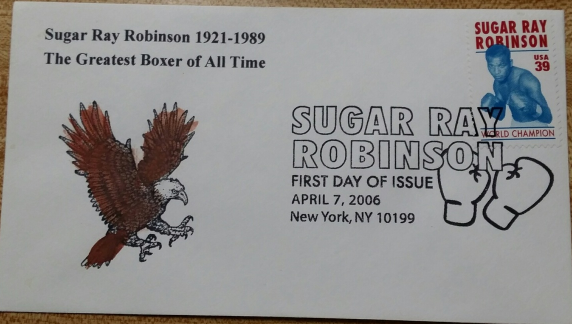 Sugar Ray Robinson 1921-1989
The Greatest Boxer of All Time
SUGAR RAY
ROBINSON
USA
39
WORLD CHAMPION
SUGAR RAY
ROBINSON
FIRST DAY OF ISSUE
APRIL 7, 2006
New York, NY 10199